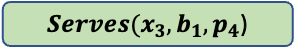 Serves(x₃, b₁, p₄)